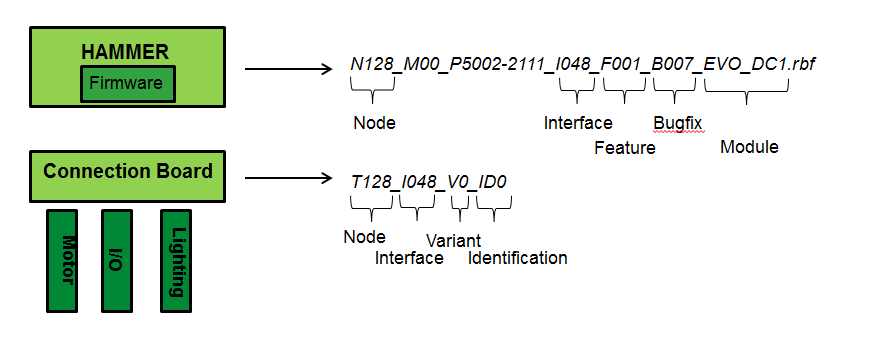 HAMMER
Firmware
N128_M00_P5002-2111_I048_F001_B007_EVO_DC1.rbf
Node
Interface
Bugfix
Feature
Module
Connection Board
T128_I048_V0_ID0
Node
Variant
Interface
Identification
Motor
I/O
Lighting